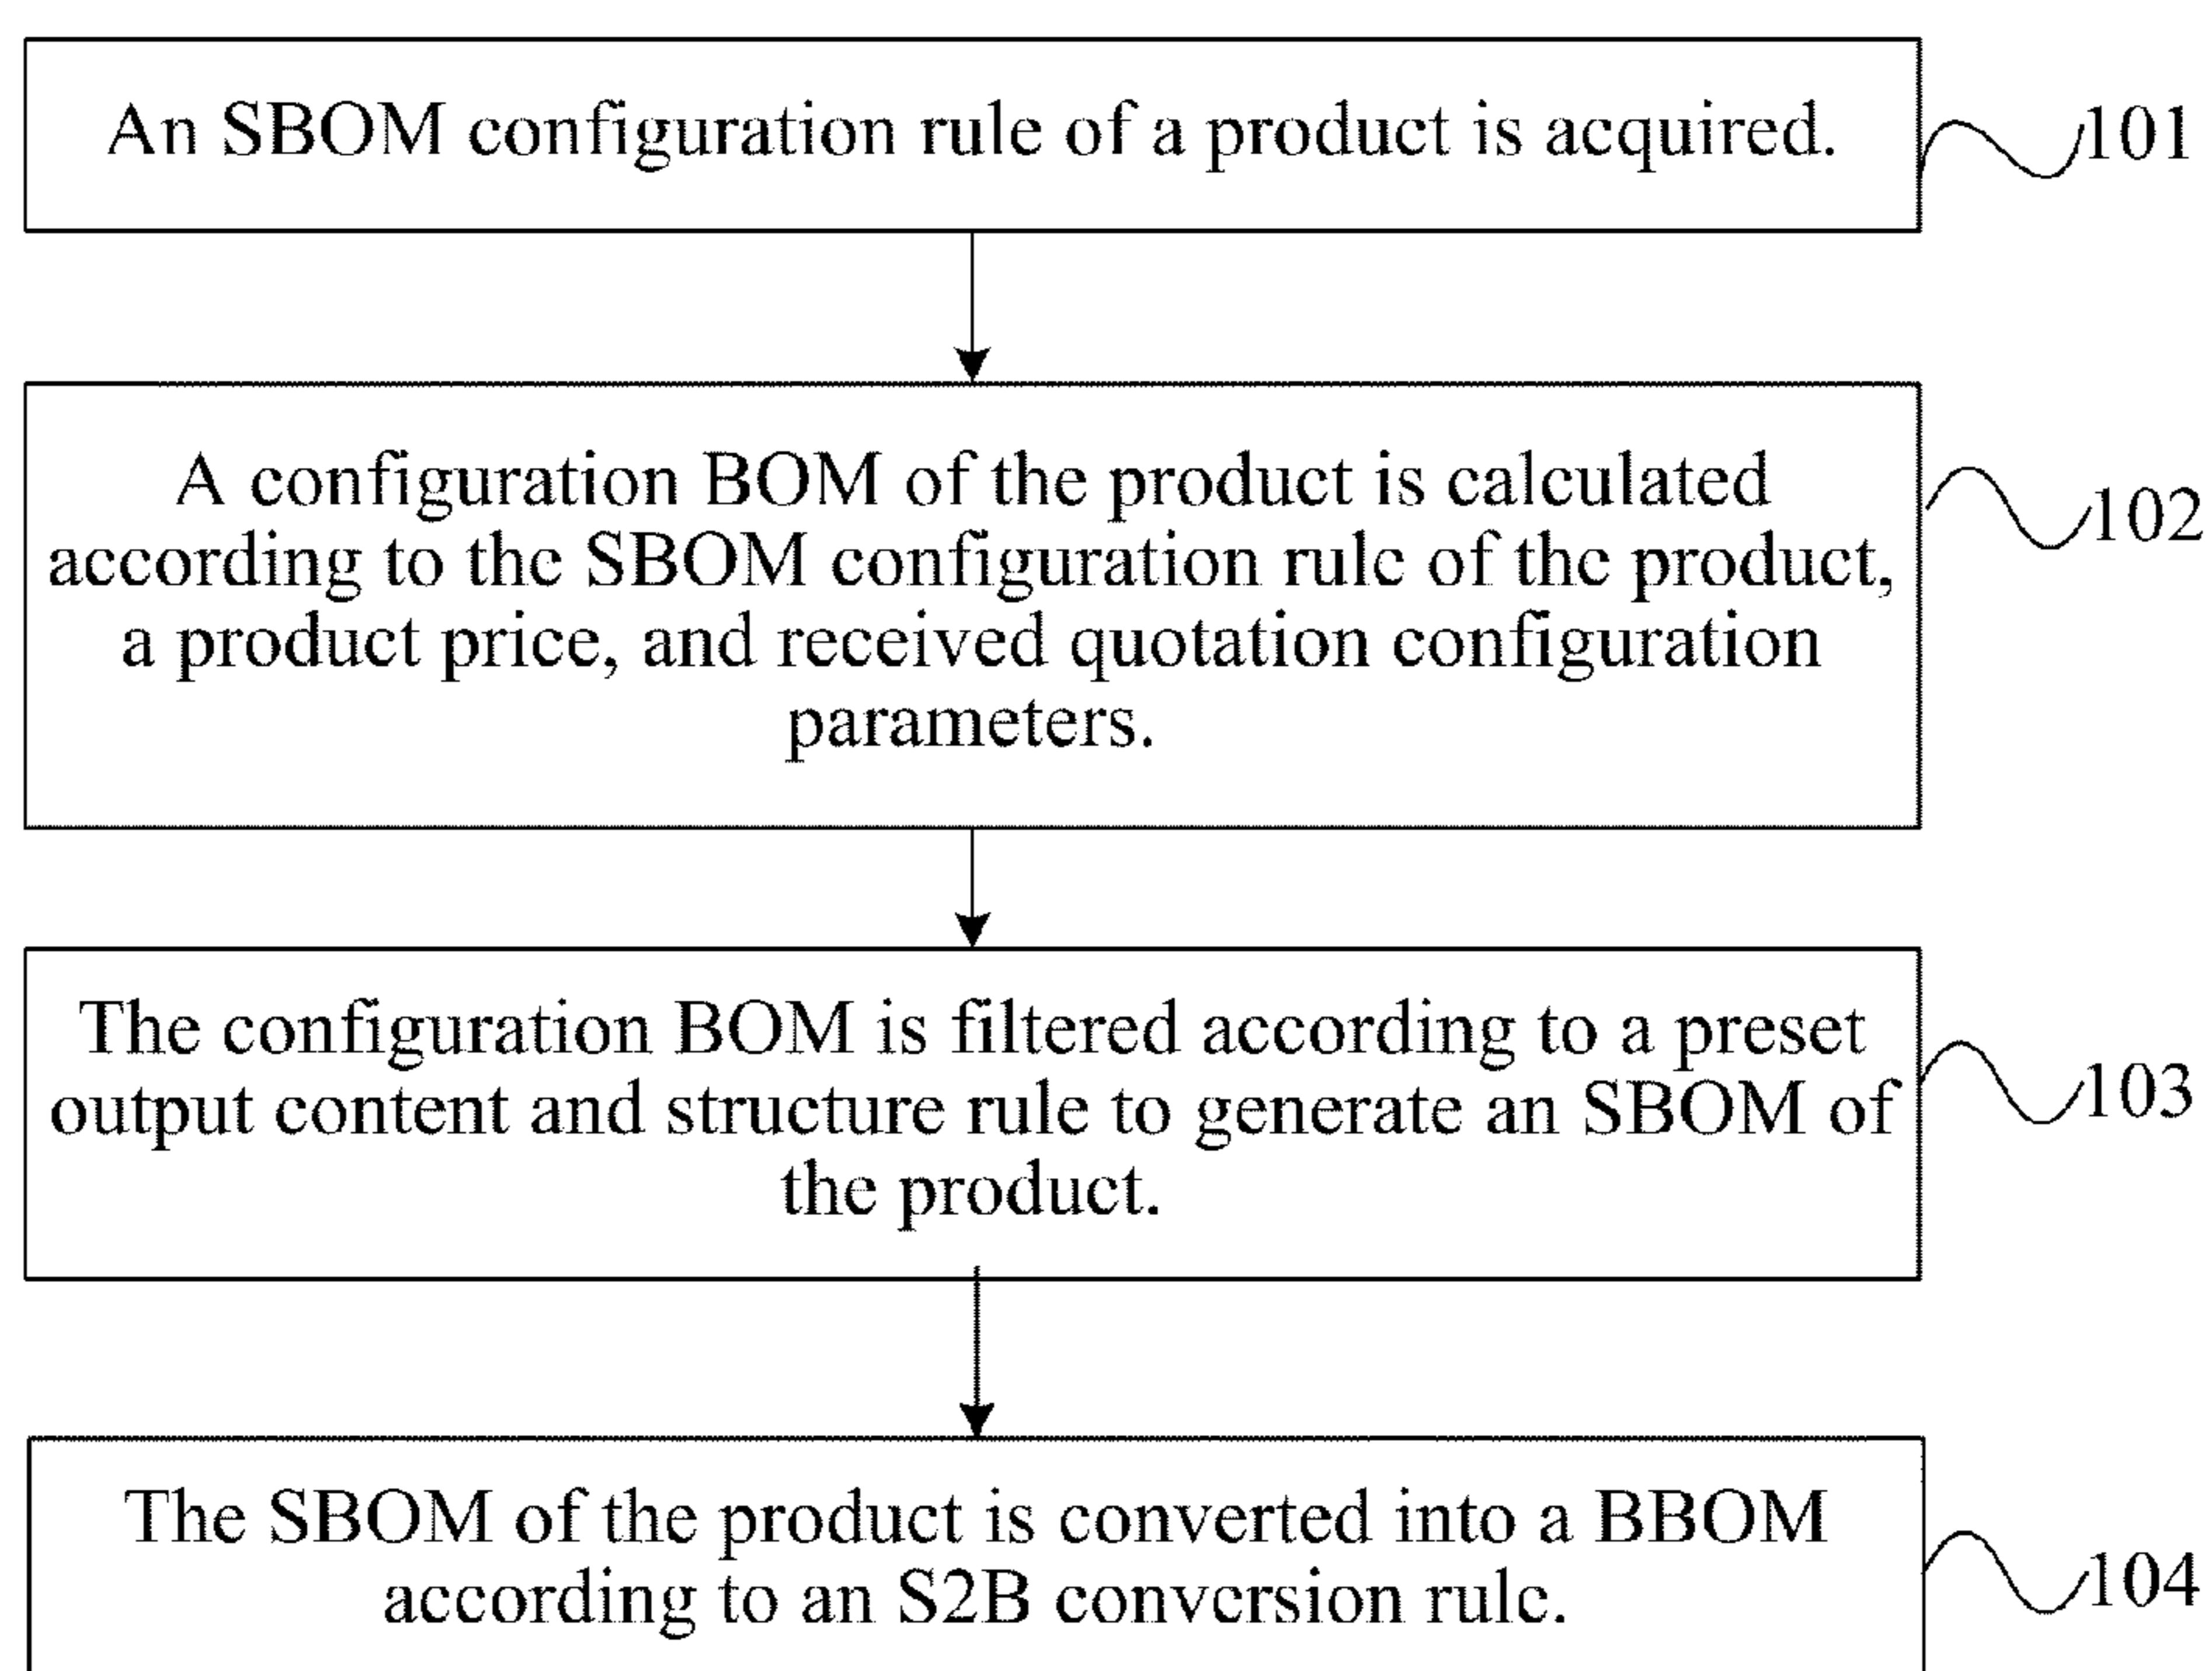 An SBOM configuration rule of a product is acquired.
101
A configuration BOM of the product is calculated
according to the SBOM configuration rule of the product,
a product price, and received quotation configuration
parameters.
102
The configuration BOM is filtered according to a preset
output content and structure rule to generate an SBOM of
the product.
103
The SBOM of the product is converted into a BBOM
according to an S2B conversion rule.
104